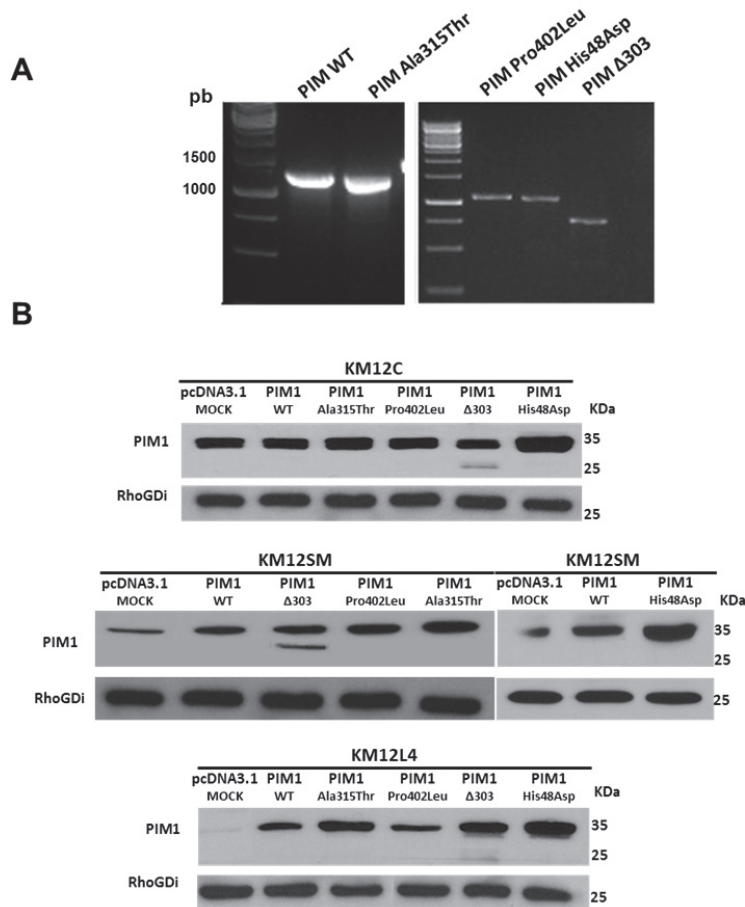 A
PIM WT
PIM Ala315Thr
PIM Pro402Leu
PIM His48Asp
PIM Δ303
pb
1500
1000
B
KM12C
pcDNA3.1 PIM1 PIM1 PIM1 PIM1 PIM1
MOCK WT Ala315Thr Pro402Leu Δ303 His48Asp KDa
PIM1 35
25
RhoGDi
25
KM12SM KM12SM
pcDNA3.1 PIM1 PIM1 PIM1 PIM1 pcDNA3.1 PIM1 PIM1
MOCK WT Δ303 Pro402Leu Ala315Thr MOCK WT His48Asp KDa
PIM1 35
25
RhoGDi 25
KM12L4
pcDNA3.1 PIM1 PIM1 PIM1 PIM1 PIM1
MOCK WT Ala315Thr Pro402Leu Δ303 His48Asp KDa
PIM1 35
25
RhoGDi
25